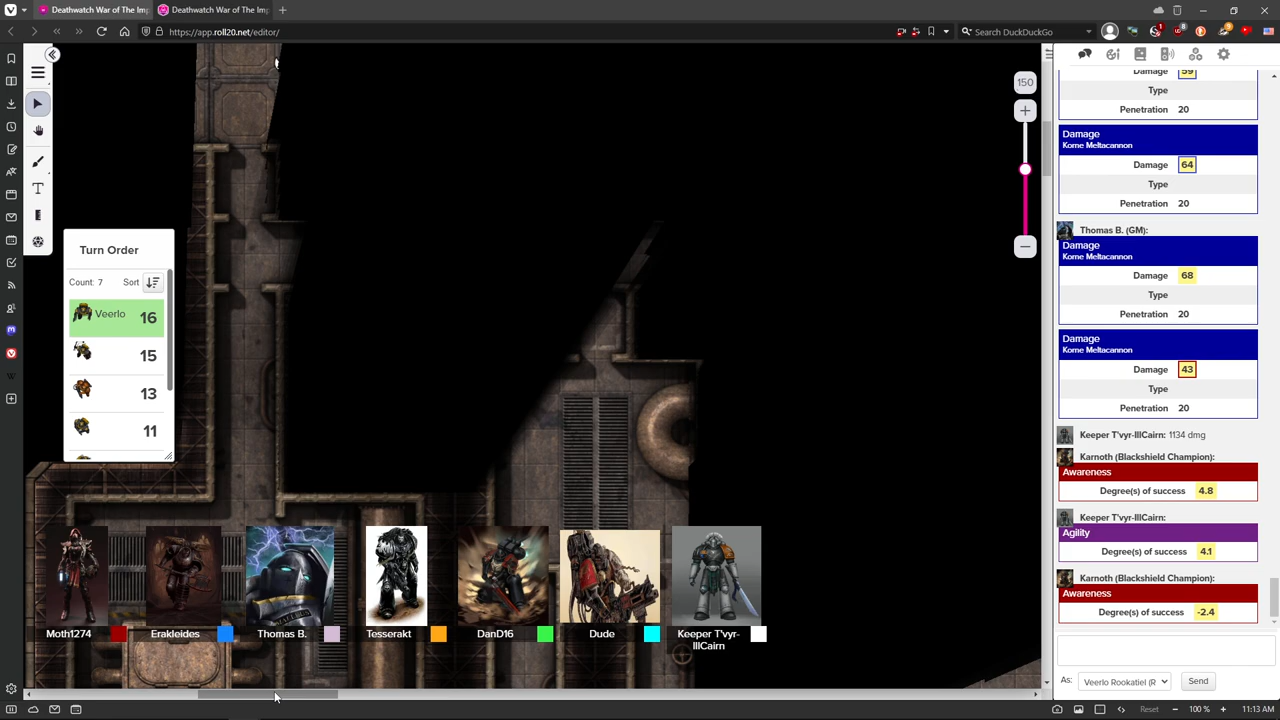 Deathwatch War of The Imp
Deathwatch War of The Imp
https://app.roll20.net/editor/
Search DuckDuckGo
150
Turn Order
Count: 7
Sort
Veerlo
16
15
13
11
Moth1274
Erakleides
Thomas B.
Tesserakt
DanD16
Dude
Keeper T'vyr-IllCairn
Damage
59
Type
Penetration
20
Damage
Korne Meltacannon
Damage
64
Type
Penetration
20
Thomas B. (GM):
Damage
Korne Meltacannon
Damage
68
Type
Penetration
20
Damage
Korne Meltacannon
Damage
43
Type
Penetration
20
Keeper T'vyr-IllCairn: 1134 dmg
Karnoth (Blackshield Champion):
Awareness
Degree(s) of success
4.8
Keeper T'vyr-IllCairn:
Agility
Degree(s) of success
4.1
Karnoth (Blackshield Champion):
Awareness
Degree(s) of success
-2.4
As:
Veerlo Rookatiel (R
Send
Reset
100 %
11:13 AM